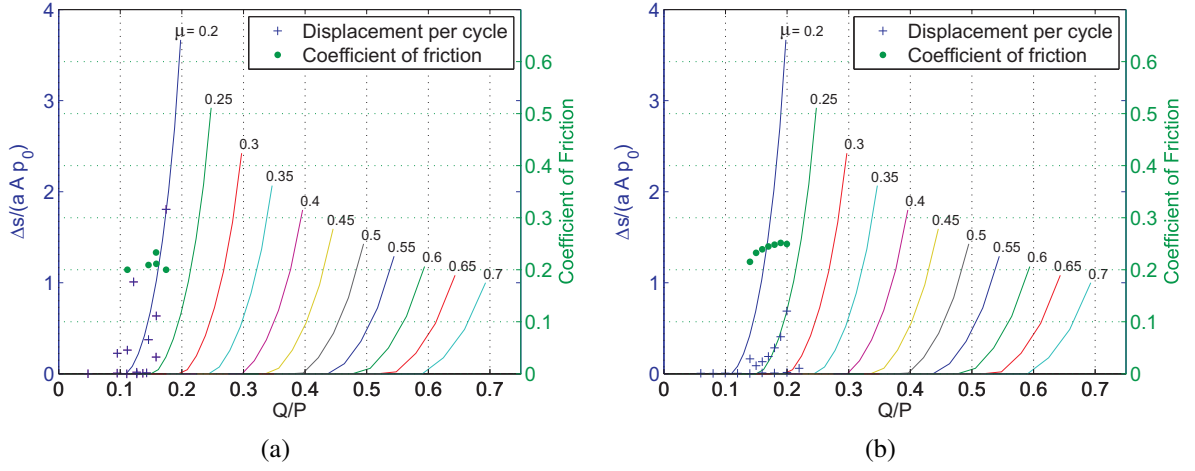 4
3
2
1
0
Δs/(a A p0)
μ = 0.2
0.25
0.3
0.35
0.4
0.45
0.5
0.55
0.6
0.65
0.7
Displacement per cycle
Coefficient of friction
0.6
0.5
0.4
0.3
0.2
0.1
0
Coefficient of Friction
0 0.1 0.2 0.3 0.4 0.5 0.6 0.7
Q/P
(a)
4
3
2
1
0
Δs/(a A p0)
μ = 0.2
0.25
0.3
0.35
0.4
0.45
0.5
0.55
0.6
0.65
0.7
Displacement per cycle
Coefficient of friction
0.6
0.5
0.4
0.3
0.2
0.1
0
Coefficient of Friction
0 0.1 0.2 0.3 0.4 0.5 0.6 0.7
Q/P
(b)